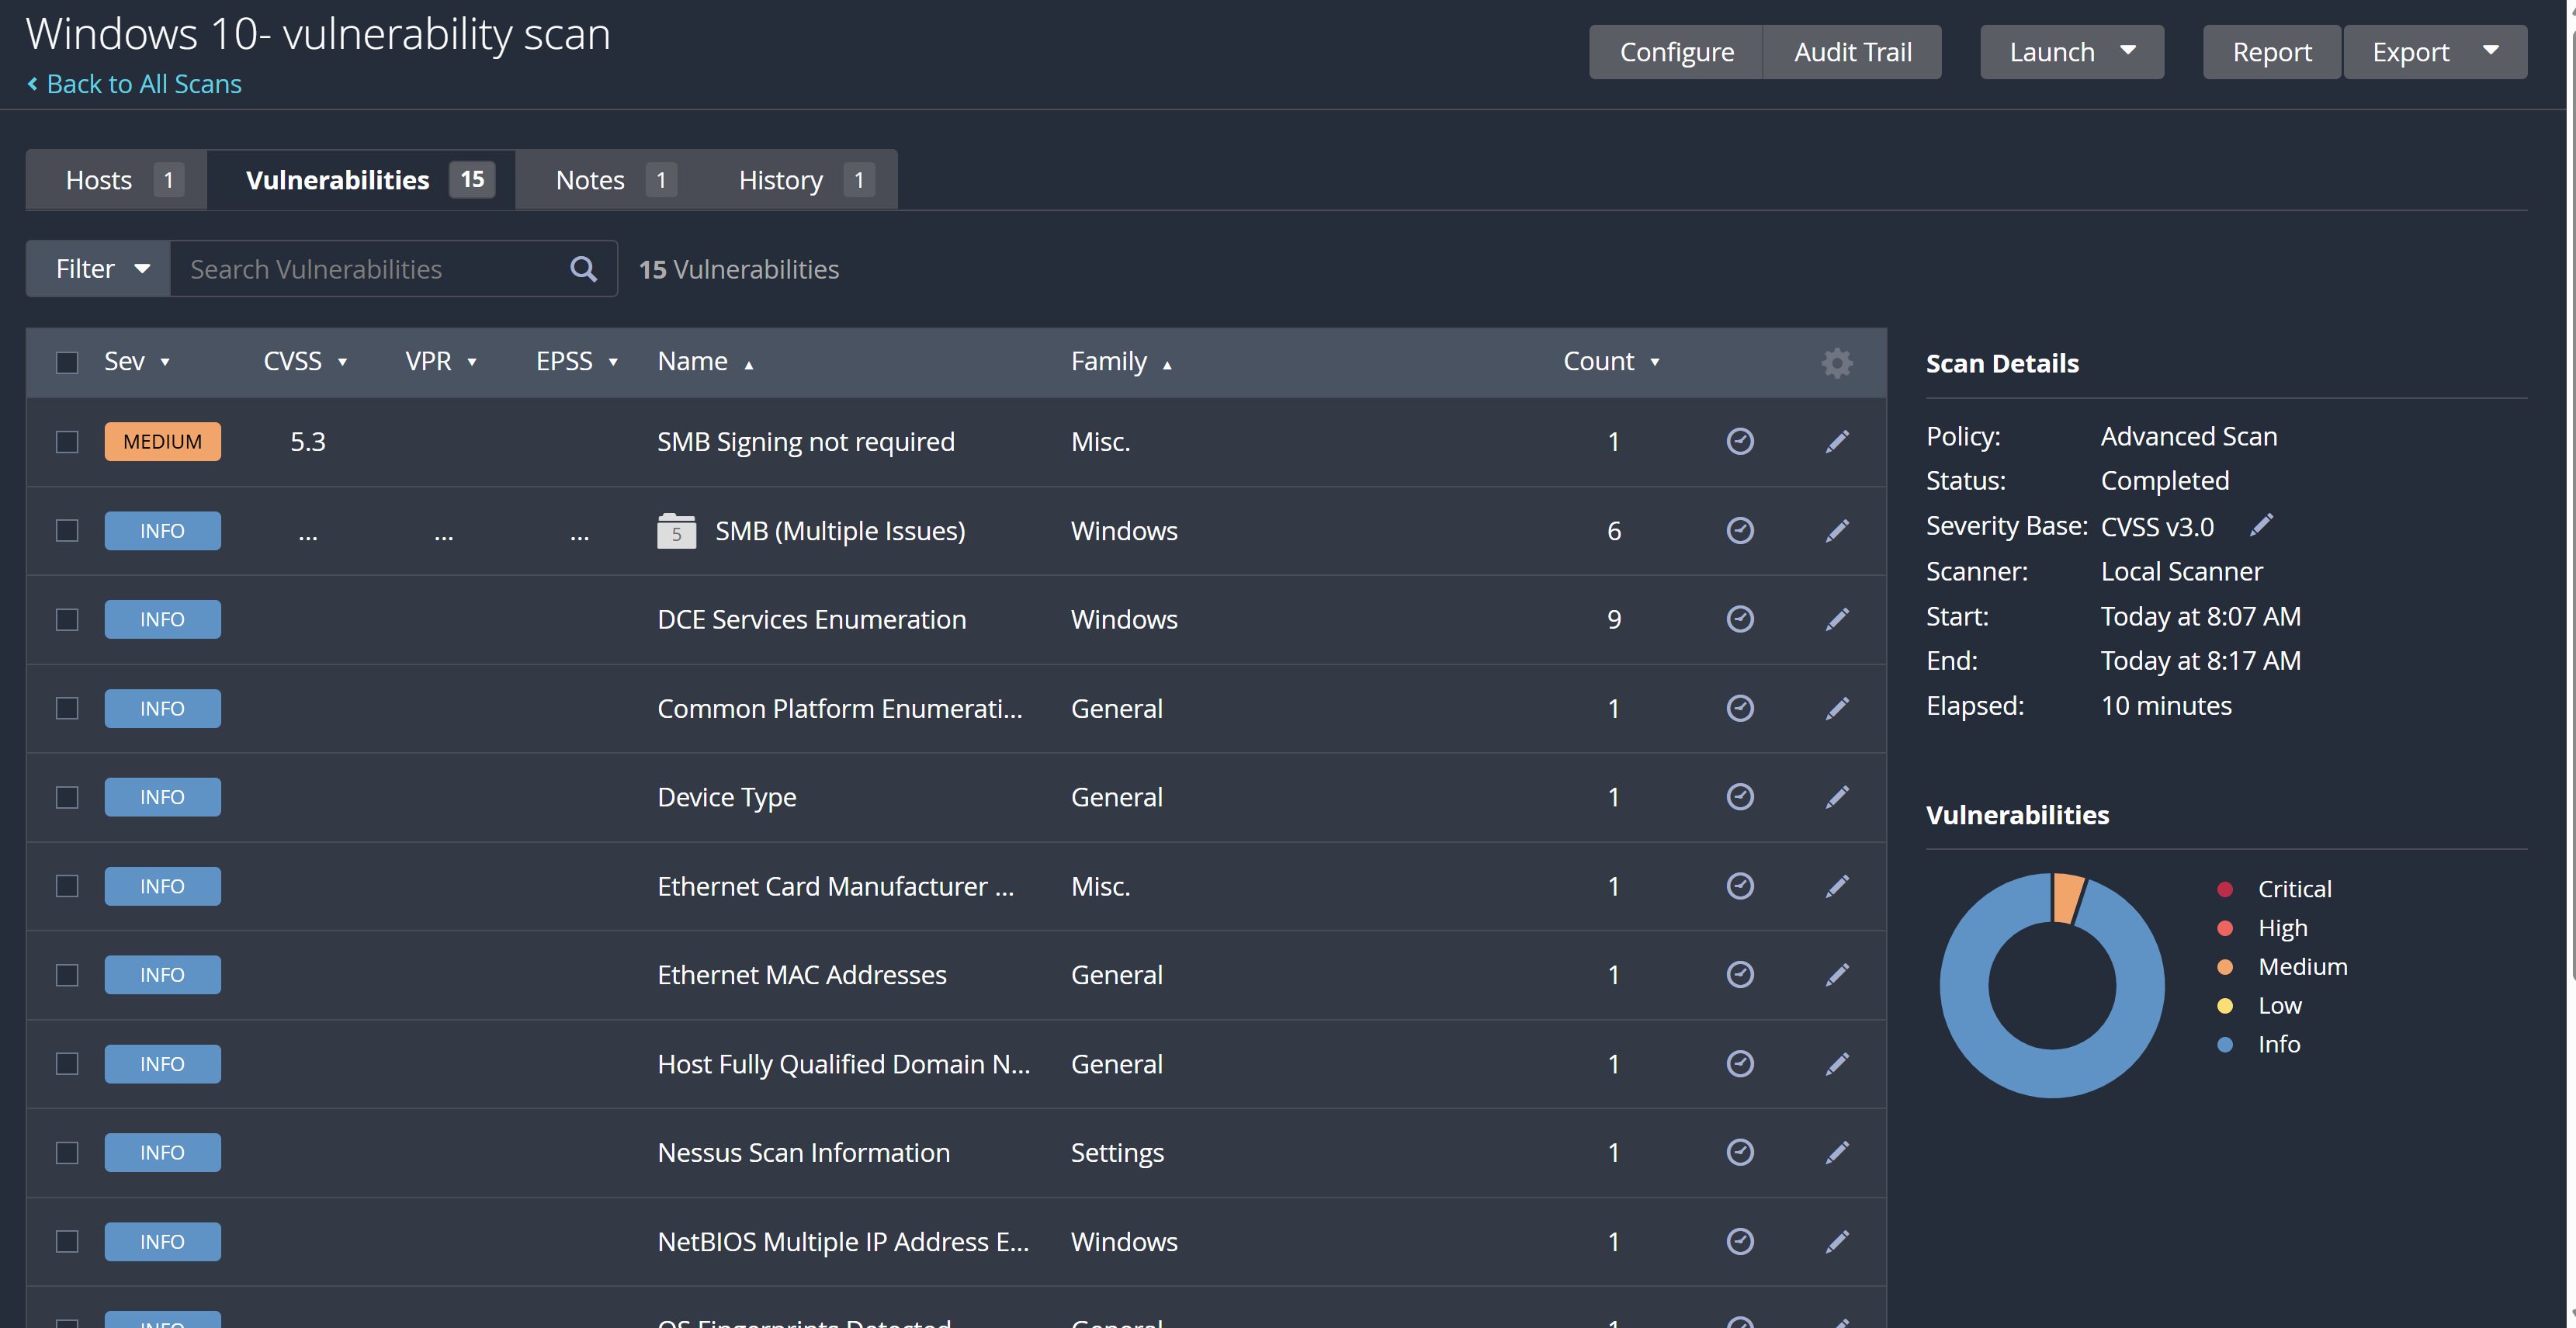 Windows 10- vulnerability scan
Back to All Scans
Configure Audit Trail Launch Report Export
Hosts 1 Vulnerabilities 15 Notes 1 History 1
Filter Search Vulnerabilities 15 Vulnerabilities
Sev CVSS VPR EPSS Name Family Count
MEDIUM 5.3 SMB Signing not required Misc. 1
INFO ... ... ... 5 SMB (Multiple Issues) Windows 6
INFO DCE Services Enumeration Windows 9
INFO Common Platform Enumerati... General 1
INFO Device Type General 1
INFO Ethernet Card Manufacturer ... Misc. 1
INFO Ethernet MAC Addresses General 1
INFO Host Fully Qualified Domain N... General 1
INFO Nessus Scan Information Settings 1
INFO NetBIOS Multiple IP Address E... Windows 1
INFO OS Fingerprints Detected General 1
Scan Details
Policy: Advanced Scan
Status: Completed
Severity Base: CVSS v3.0
Scanner: Local Scanner
Start: Today at 8:07 AM
End: Today at 8:17 AM
Elapsed: 10 minutes
Vulnerabilities
Critical
High
Medium
Low
Info